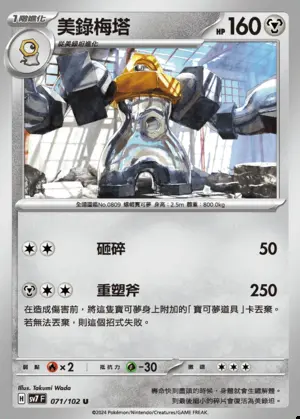 1階進化
美錄梅塔
HP 160
從美錄坦進化
全國圖鑑No.0809 螺帽寶可夢 身高：2.5m 體重：800.0kg
砸碎 50
重塑斧 250
在造成傷害前，將這隻寶可夢身上附加的「寶可夢道具」卡丟棄。
若無法丟棄，則這個招式失敗。
弱點 ×2 抵抗力 -30 撤退
Illus. Takumi Wada
H SV7 F 071/102 U
©2024 Pokémon/Nintendo/Creatures/GAME FREAK.